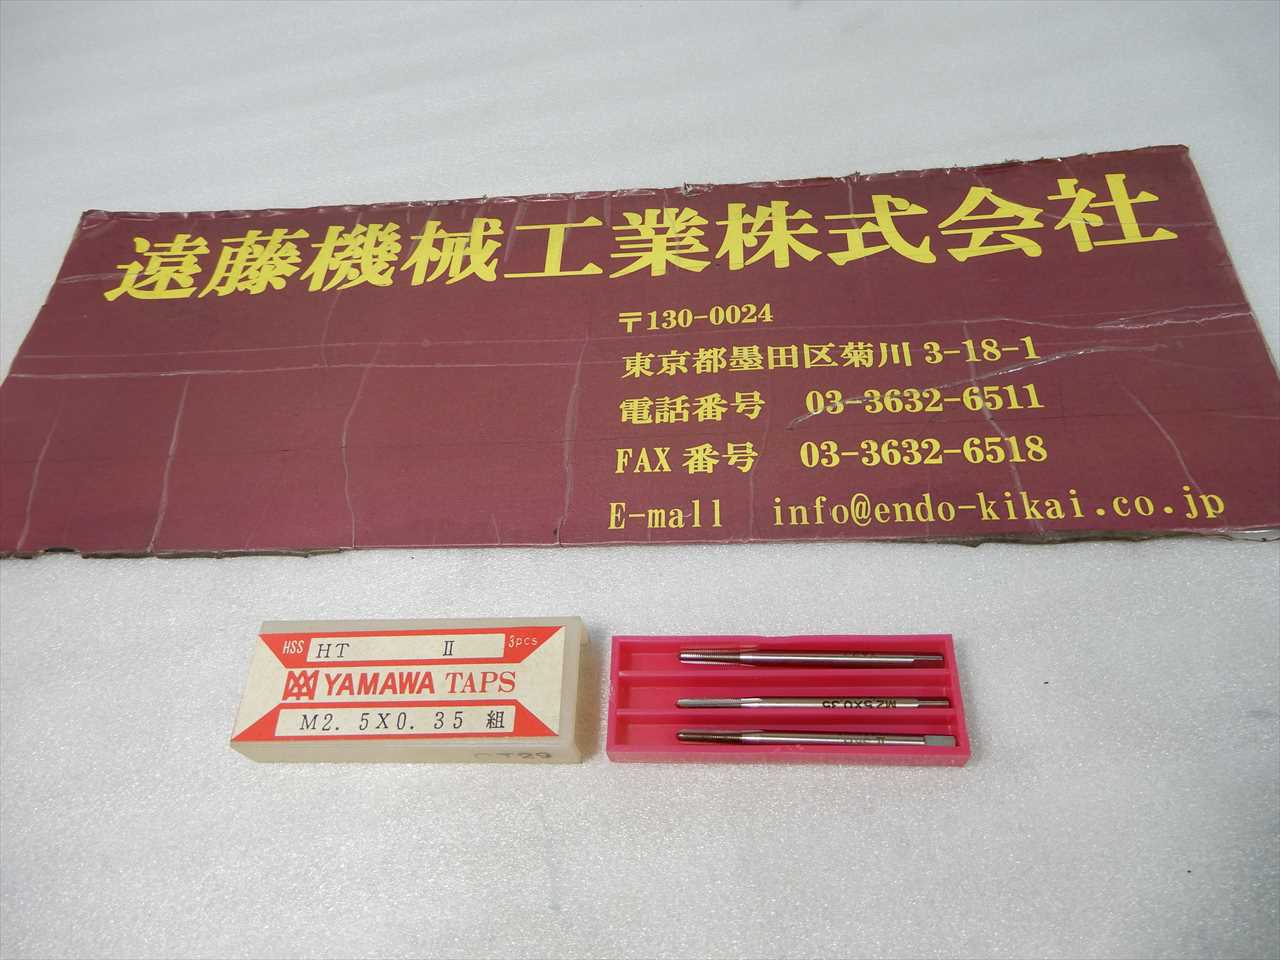 遠藤機械工業株式会社
〒130-0024
東京都墨田区菊川 3-18-1
電話番号 03-3632-6511
FAX 番号 03-3632-6518
E-mall info@endo-kikai.co.jp
HSS HT II 3pcs
YAMAWA TAPS
M2. 5X0. 35 組
M2.5X0.35